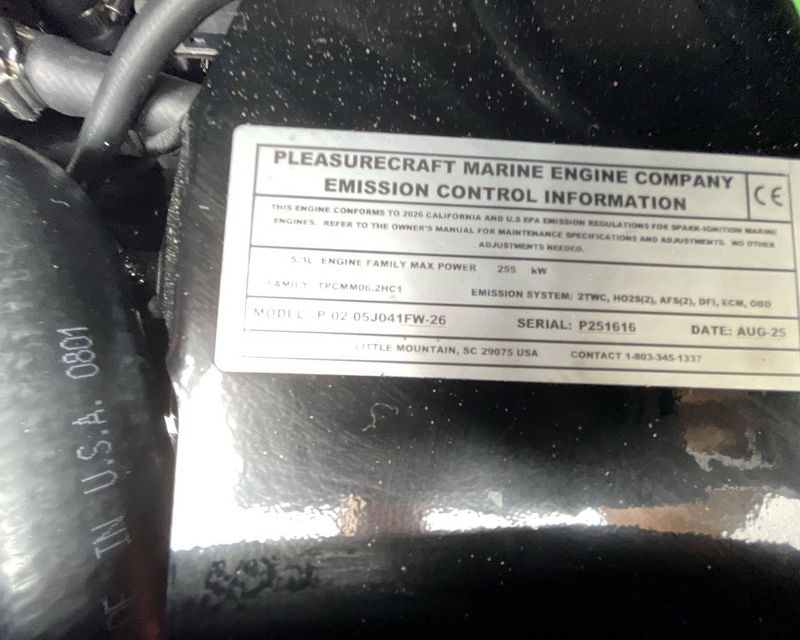 PLEASURECRAFT MARINE ENGINE COMPANY
EMISSION CONTROL INFORMATION
CE
THIS ENGINE CONFORMS TO 2026 CALIFORNIA AND U.S EPA EMISSION REGULATIONS FOR SPARK-IGNITION MARINE
ENGINES. REFER TO THE OWNER'S MANUAL FOR MAINTENANCE SPECIFICATIONS AND ADJUSTMENTS. NO OTHER
ADJUSTMENTS NEEDED.
5.3L ENGINE FAMILY MAX POWER 255 kW
FAMILY TPCMM06.2HC1 EMISSION SYSTEM: 2TWC, HO2S(2), AFS(2), DFI, ECM, OBD
MODEL P 02-05J041FW-26 SERIAL: P251616 DATE: AUG-25
LITTLE MOUNTAIN, SC 29075 USA CONTACT 1-803-345-1337
IN U.S.A. 0801